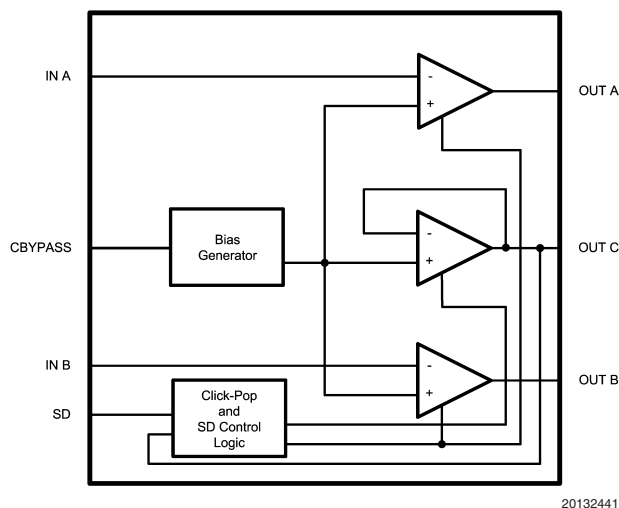 IN A
-
+
OUT A
CBYPASS
Bias
Generator
-
+
OUT C
IN B
-
+
OUT B
SD
Click-Pop
and
SD Control
Logic
20132441